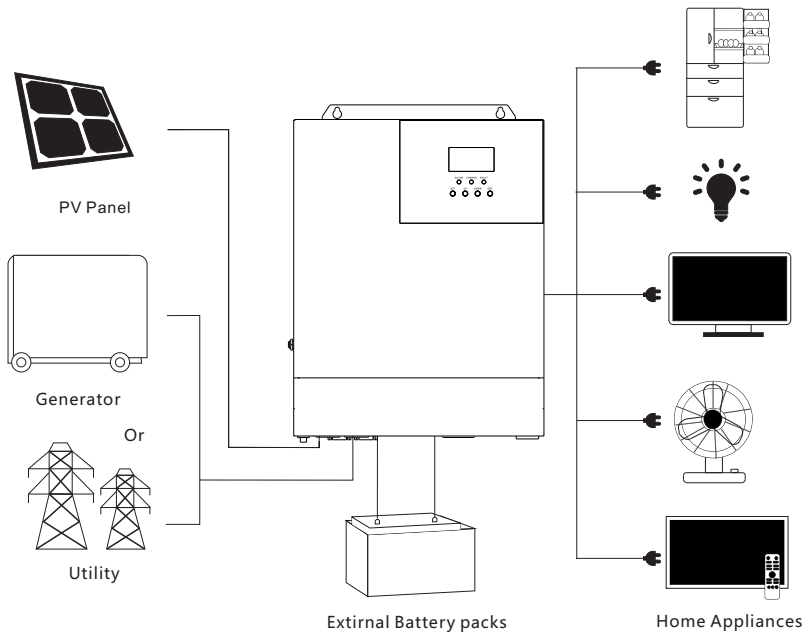 PV Panel
Generator
Or
Utility
Extirnal Battery packs
Home Appliances